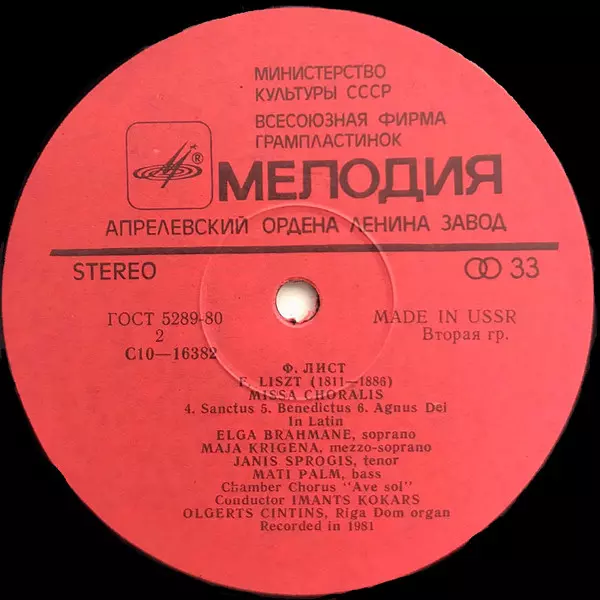 МИНИСТЕРСТВО
КУЛЬТУРЫ СССР
ВСЕСОЮЗНАЯ ФИРМА
ГРАМПЛАСТИНОК
®
МЕЛОДИЯ
АПРЕЛЕВСКИЙ ОРДЕНА ЛЕНИНА ЗАВОД
STEREO
33
ГОСТ 5289-80
2
С10—16382
MADE IN USSR
Вторая гр.
Ф. ЛИСТ
F. LISZT (1811—1886)
MISSA CHORALIS
4. Sanctus 5. Benedictus 6. Agnus Dei
In Latin
ELGA BRAHMANE, soprano
MAJA KRIGENA, mezzo-soprano
JANIS SPROGIS, tenor
MATI PALM, bass
Chamber Chorus "Ave sol"
Conductor IMANTS KOKARS
OLGERTS CINTINS, Riga Dom organ
Recorded in 1981